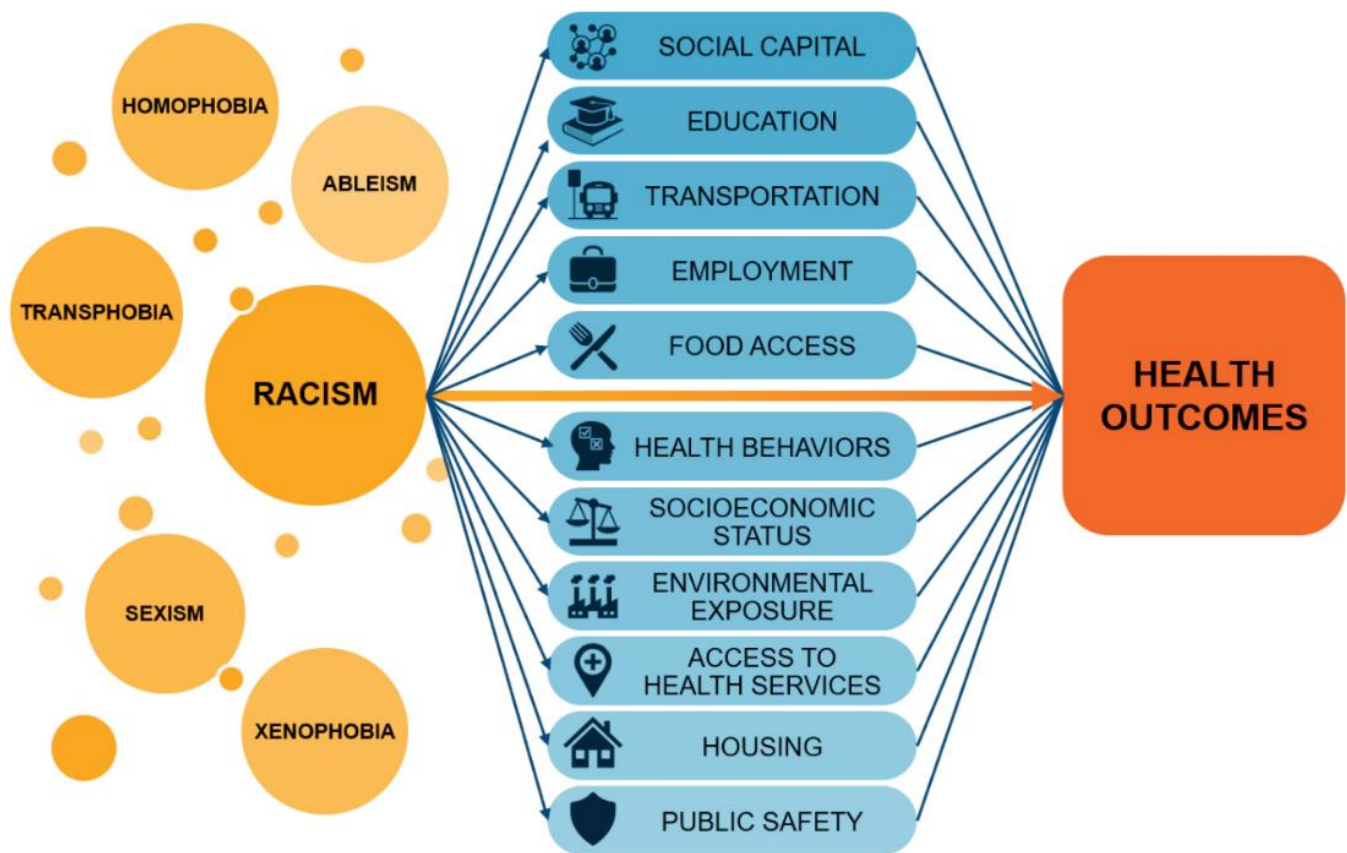 HOMOPHOBIA
ABLEISM
TRANSPHOBIA
RACISM
SEXISM
XENOPHOBIA
SOCIAL CAPITAL
EDUCATION
TRANSPORTATION
EMPLOYMENT
FOOD ACCESS
HEALTH BEHAVIORS
SOCIOECONOMIC
STATUS
ENVIRONMENTAL
EXPOSURE
ACCESS TO
HEALTH SERVICES
HOUSING
PUBLIC SAFETY
HEALTH
OUTCOMES